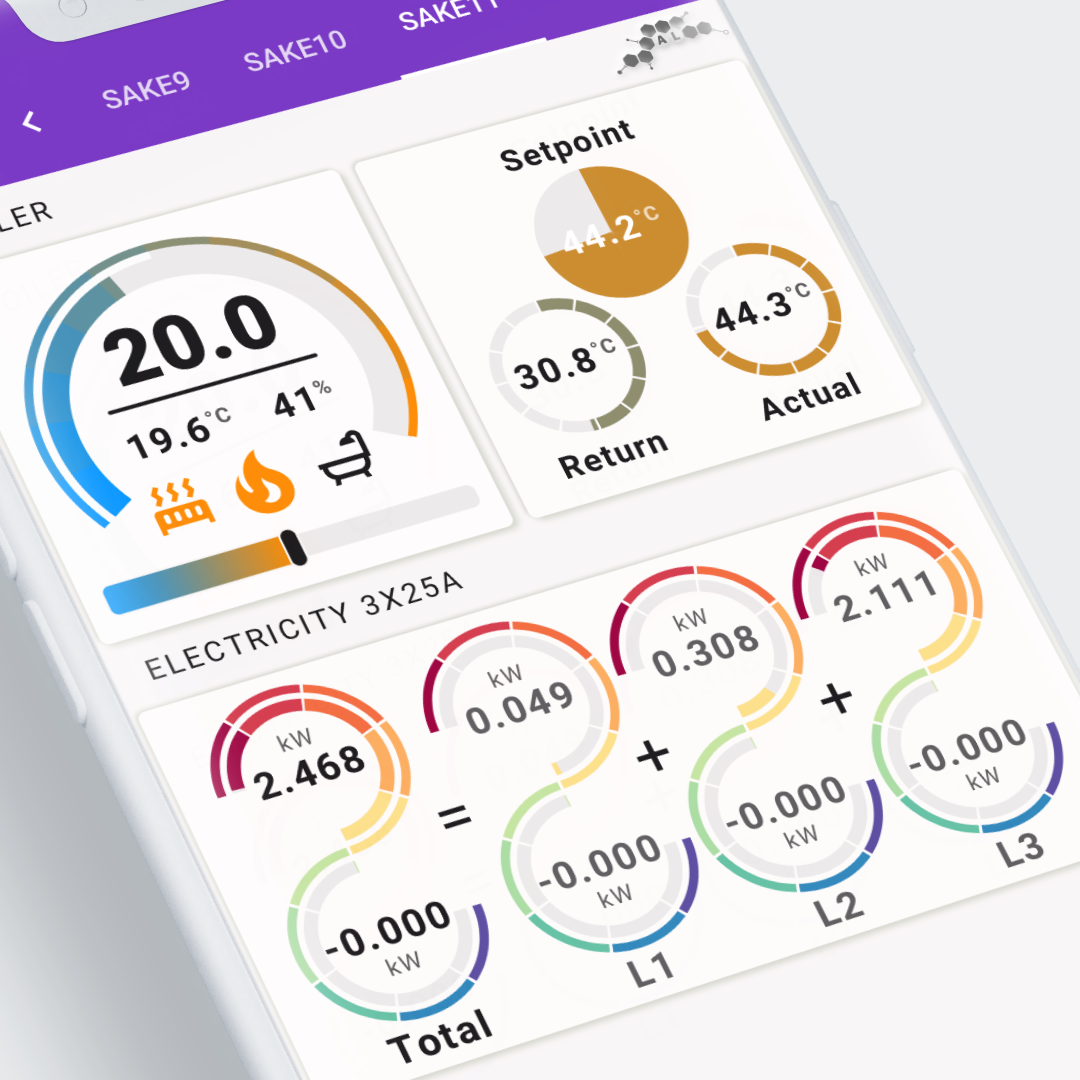 SAKE9
SAKE10
SAKE11
A L
LER
20.0
19.6°C
41%
Setpoint
44.2°C
30.8°C
44.3°C
Return
Actual
ELECTRICITY 3X25A
kW
2.468
=
kW
0.049
+
kW
0.308
+
kW
2.111
-0.000
kW
Total
-0.000
kW
L1
-0.000
kW
L2
-0.000
kW
L3